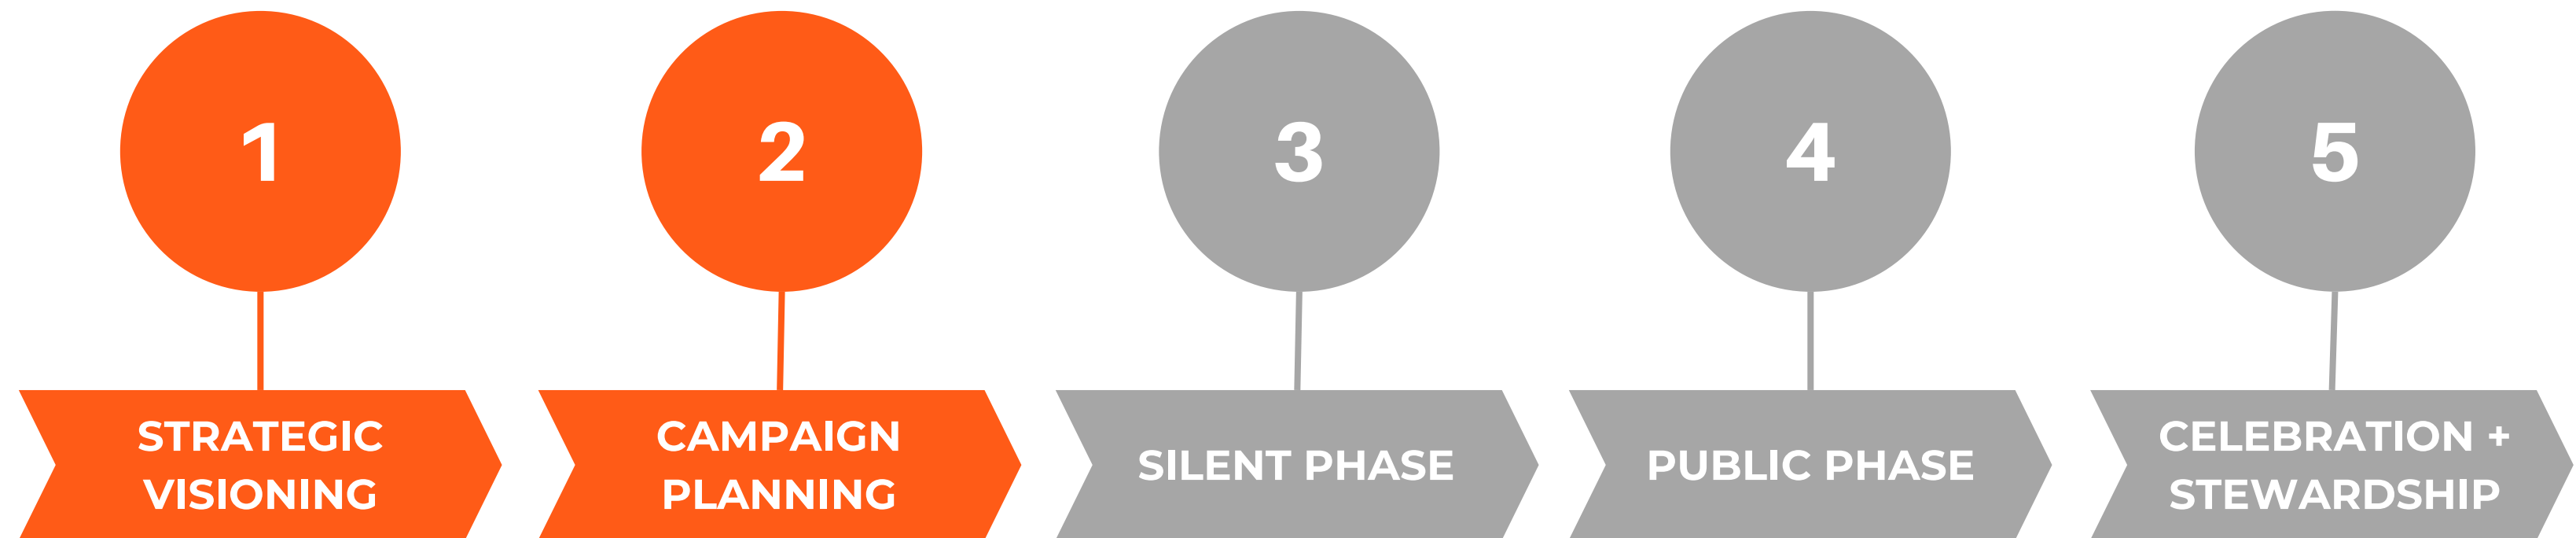 1
2
3
4
5
STRATEGIC
VISIONING
CAMPAIGN
PLANNING
SILENT PHASE
PUBLIC PHASE
CELEBRATION +
STEWARDSHIP